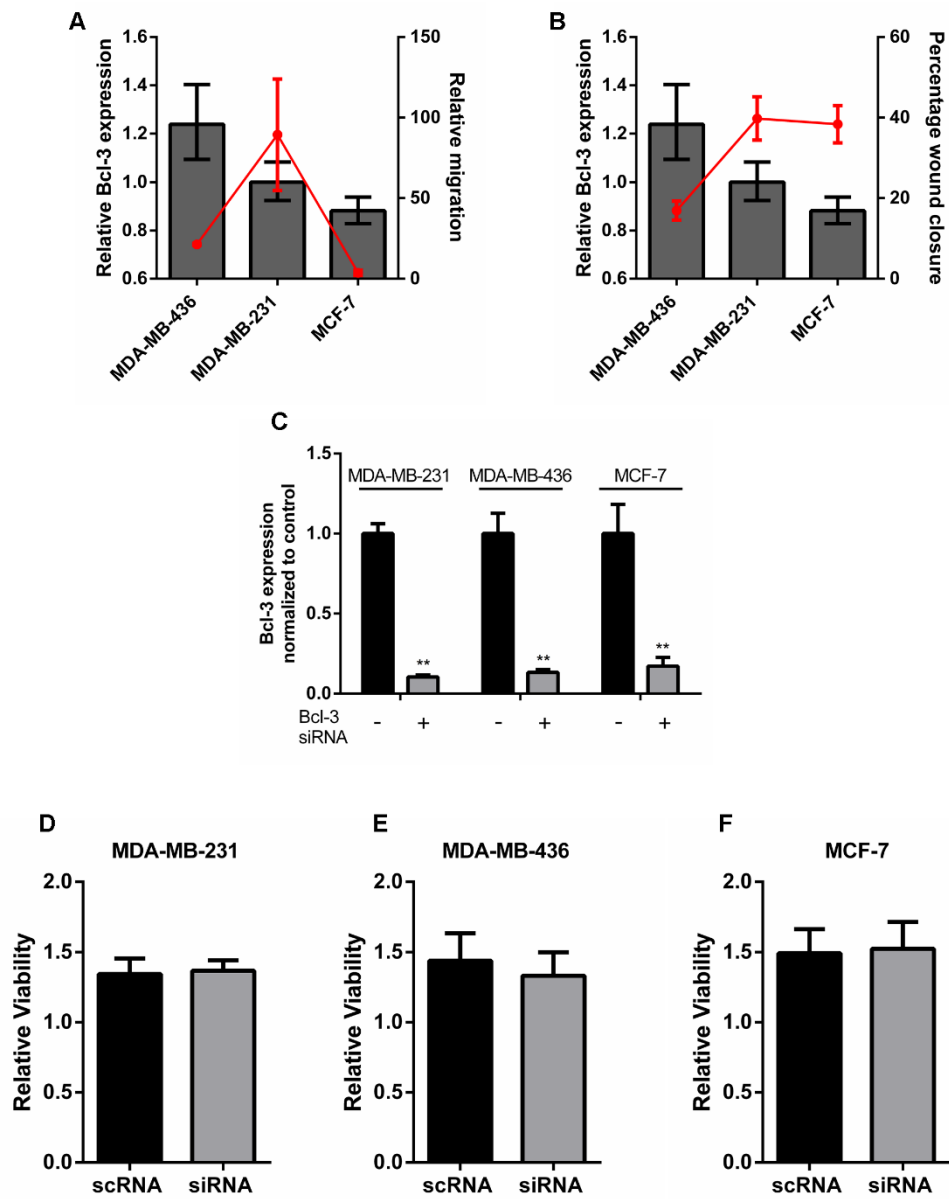 A
Relative Bcl-3 expression
1.6
1.4
1.2
1.0
0.8
0.6
150
100
50
0
Relative migration
MDA-MB-436
MDA-MB-231
MCF-7
B
Relative Bcl-3 expression
1.6
1.4
1.2
1.0
0.8
0.6
60
40
20
0
Percentage wound closure
MDA-MB-436
MDA-MB-231
MCF-7
C
Bcl-3 expression
normalized to control
1.5
1.0
0.5
0.0
MDA-MB-231 MDA-MB-436 MCF-7
** ** **
Bcl-3
siRNA
- + - + - +
D
MDA-MB-231
Relative Viability
2.0
1.5
1.0
0.5
0.0
scRNA siRNA
E
MDA-MB-436
Relative Viability
2.0
1.5
1.0
0.5
0.0
scRNA siRNA
F
MCF-7
Relative Viability
2.0
1.5
1.0
0.5
0.0
scRNA siRNA